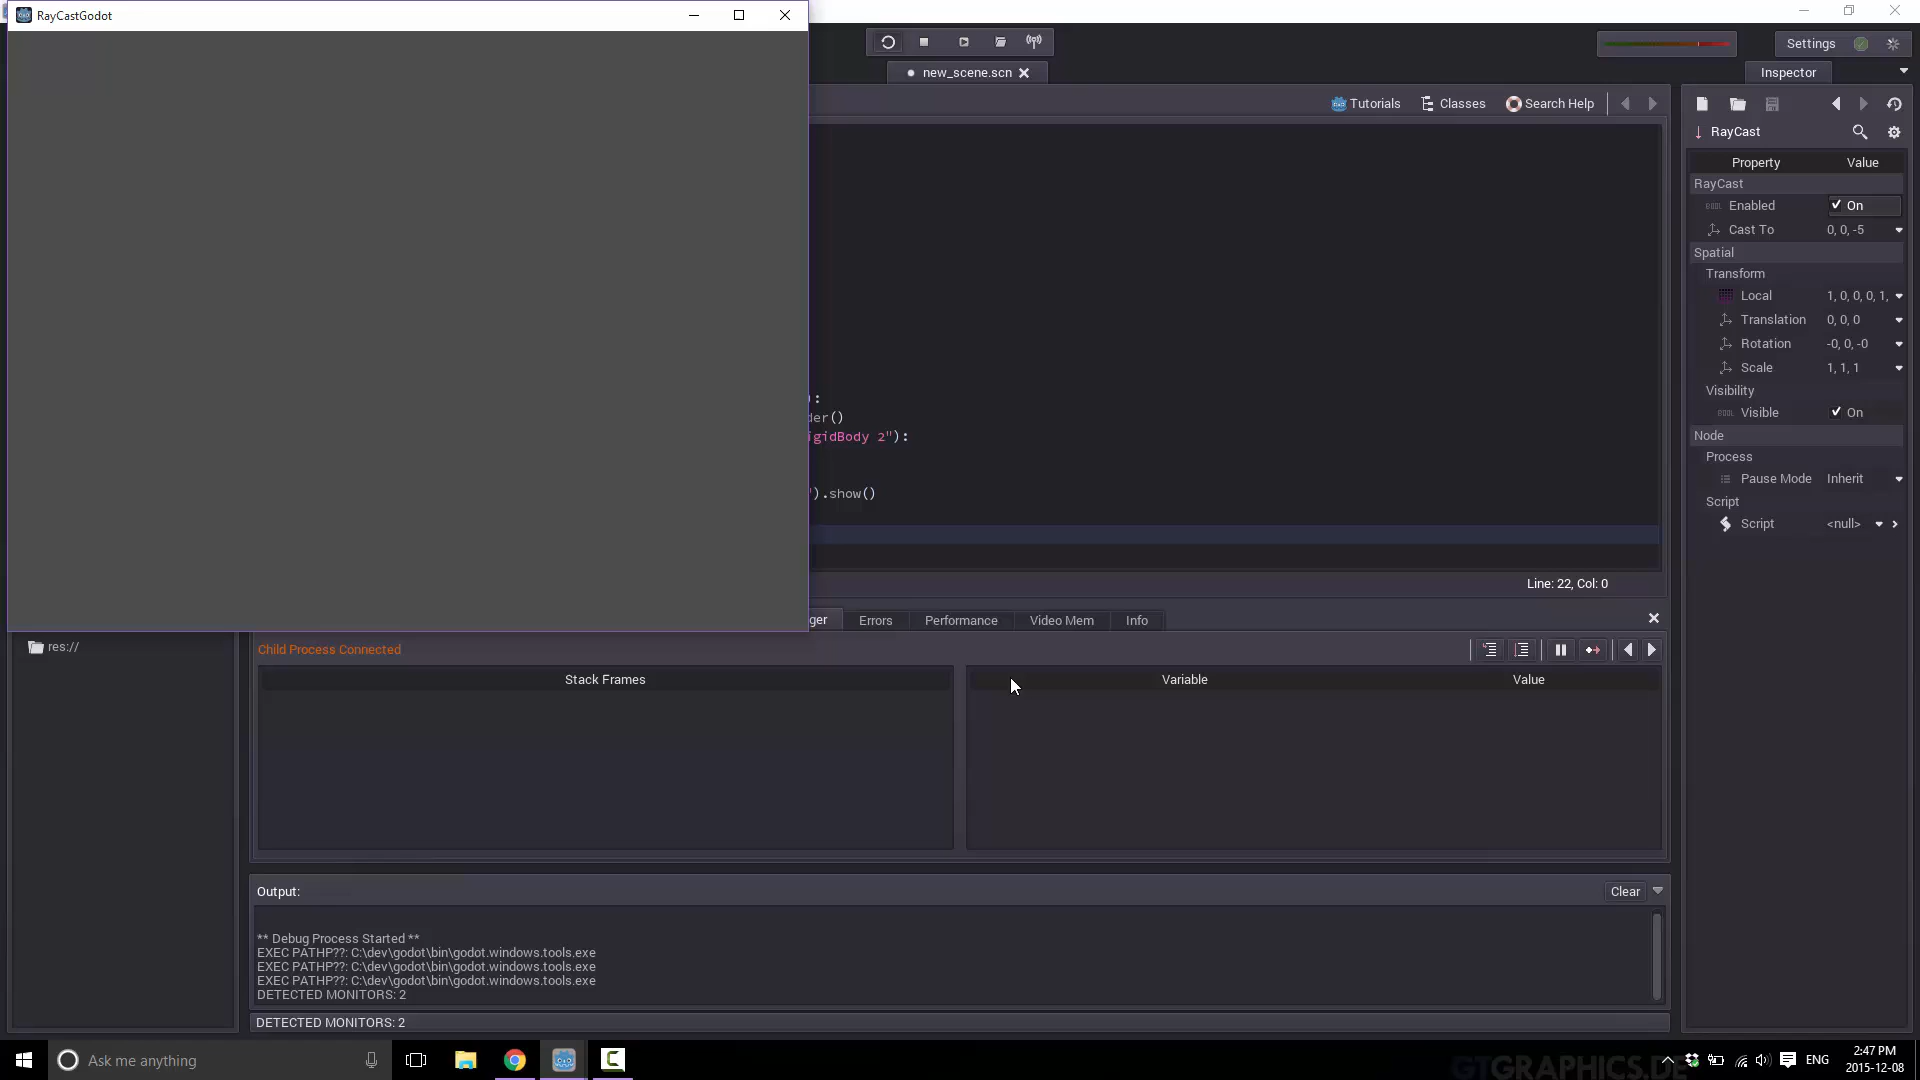 RayCastGodot
Settings
new_scene.scn
Inspector
Tutorials
Classes
Search Help
RayCast
Property
Value
RayCast
Enabled
On
Cast To
0, 0, -5
Spatial
Transform
Local
1, 0, 0, 0, 1,
Translation
0, 0, 0
Rotation
-0, 0, -0
Scale
1, 1, 1
Visibility
Visible
On
Node
Process
Pause Mode
Inherit
Script
Script
<null>
):
der()
igidBody 2"):
").show()
Line: 22, Col: 0
ger
Errors
Performance
Video Mem
Info
res://
Child Process Connected
Stack Frames
Variable
Value
Output:
Clear
** Debug Process Started **
EXEC PATHP??: C:\dev\godot\bin\godot.windows.tools.exe
EXEC PATHP??: C:\dev\godot\bin\godot.windows.tools.exe
EXEC PATHP??: C:\dev\godot\bin\godot.windows.tools.exe
DETECTED MONITORS: 2
DETECTED MONITORS: 2
Ask me anything
GTGRAPHICS.DE
ENG
2:47 PM
2015-12-08